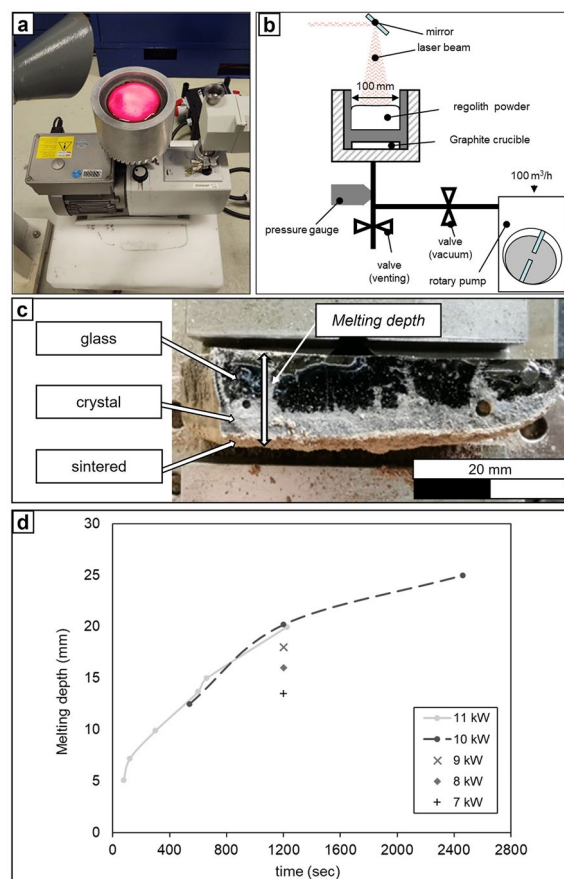 a
b
mirror
laser beam
100 mm
regolith powder
Graphite crucible
100 m³/h
pressure gauge
valve
(vacuum)
valve
(venting)
rotary pump
c
glass
Melting depth
crystal
sintered
20 mm
d
30
25
20
15
10
5
0
Melting depth (mm)
11 kW
10 kW
9 kW
8 kW
7 kW
0 400 800 1200 1600 2000 2400 2800
time (sec)